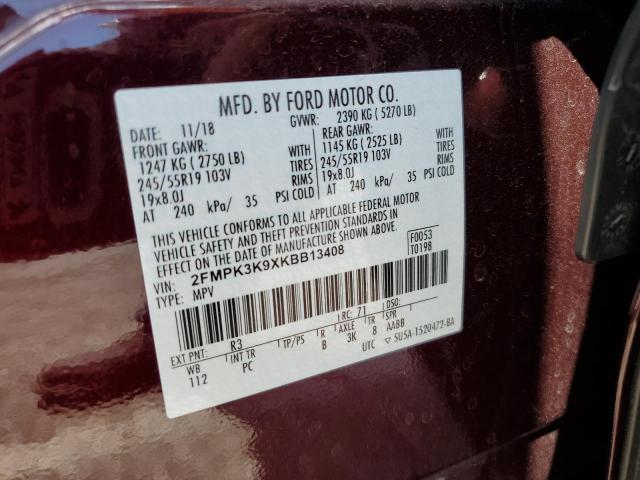 MFD. BY FORD MOTOR CO.
DATE: 11/18 GVWR: 2390 KG ( 5270 LB)
FRONT GAWR: REAR GAWR:
1247 KG ( 2750 LB) 1145 KG ( 2525 LB)
245/55R19 103V TIRES 245/55R19 103V TIRES
19x8.0J RIMS 19x8.0J RIMS
AT 240 kPa/ 35 PSI COLD AT 240 kPa/ 35 PSI COLD
THIS VEHICLE CONFORMS TO ALL APPLICABLE FEDERAL MOTOR
VEHICLE SAFETY AND THEFT PREVENTION STANDARDS IN
EFFECT ON THE DATE OF MANUFACTURE SHOWN ABOVE.
VIN: 2FMPK3K9XKBB13408 F0053
TYPE: MPV T0198
EXT PNT: R3 RC: 71 DSO:
WB INT TR TP/PS R AXLE TR SPR
112 PC B 3K 8 AABB
UTC 5U5A-1520472-BA